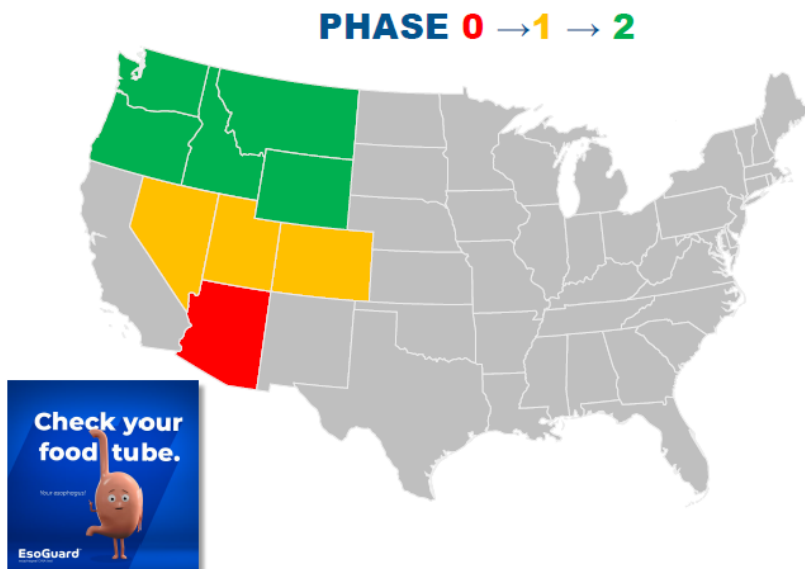 PHASE 0 →1 → 2
Check your
food tube.
Your esophagus!
EsoGuard